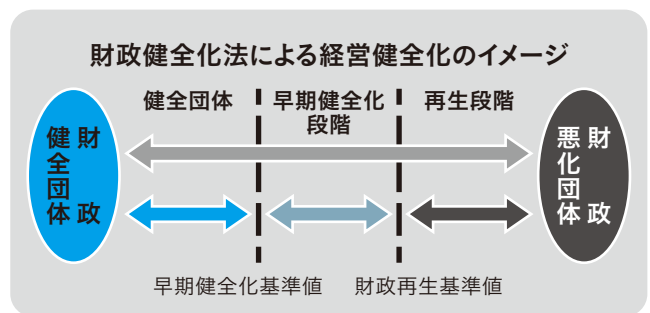 財政健全化法による経営健全化のイメージ
健全団体
早期健全化
段階
再生段階
財政
健全団体
財政
悪化団体
早期健全化基準値
財政再生基準値